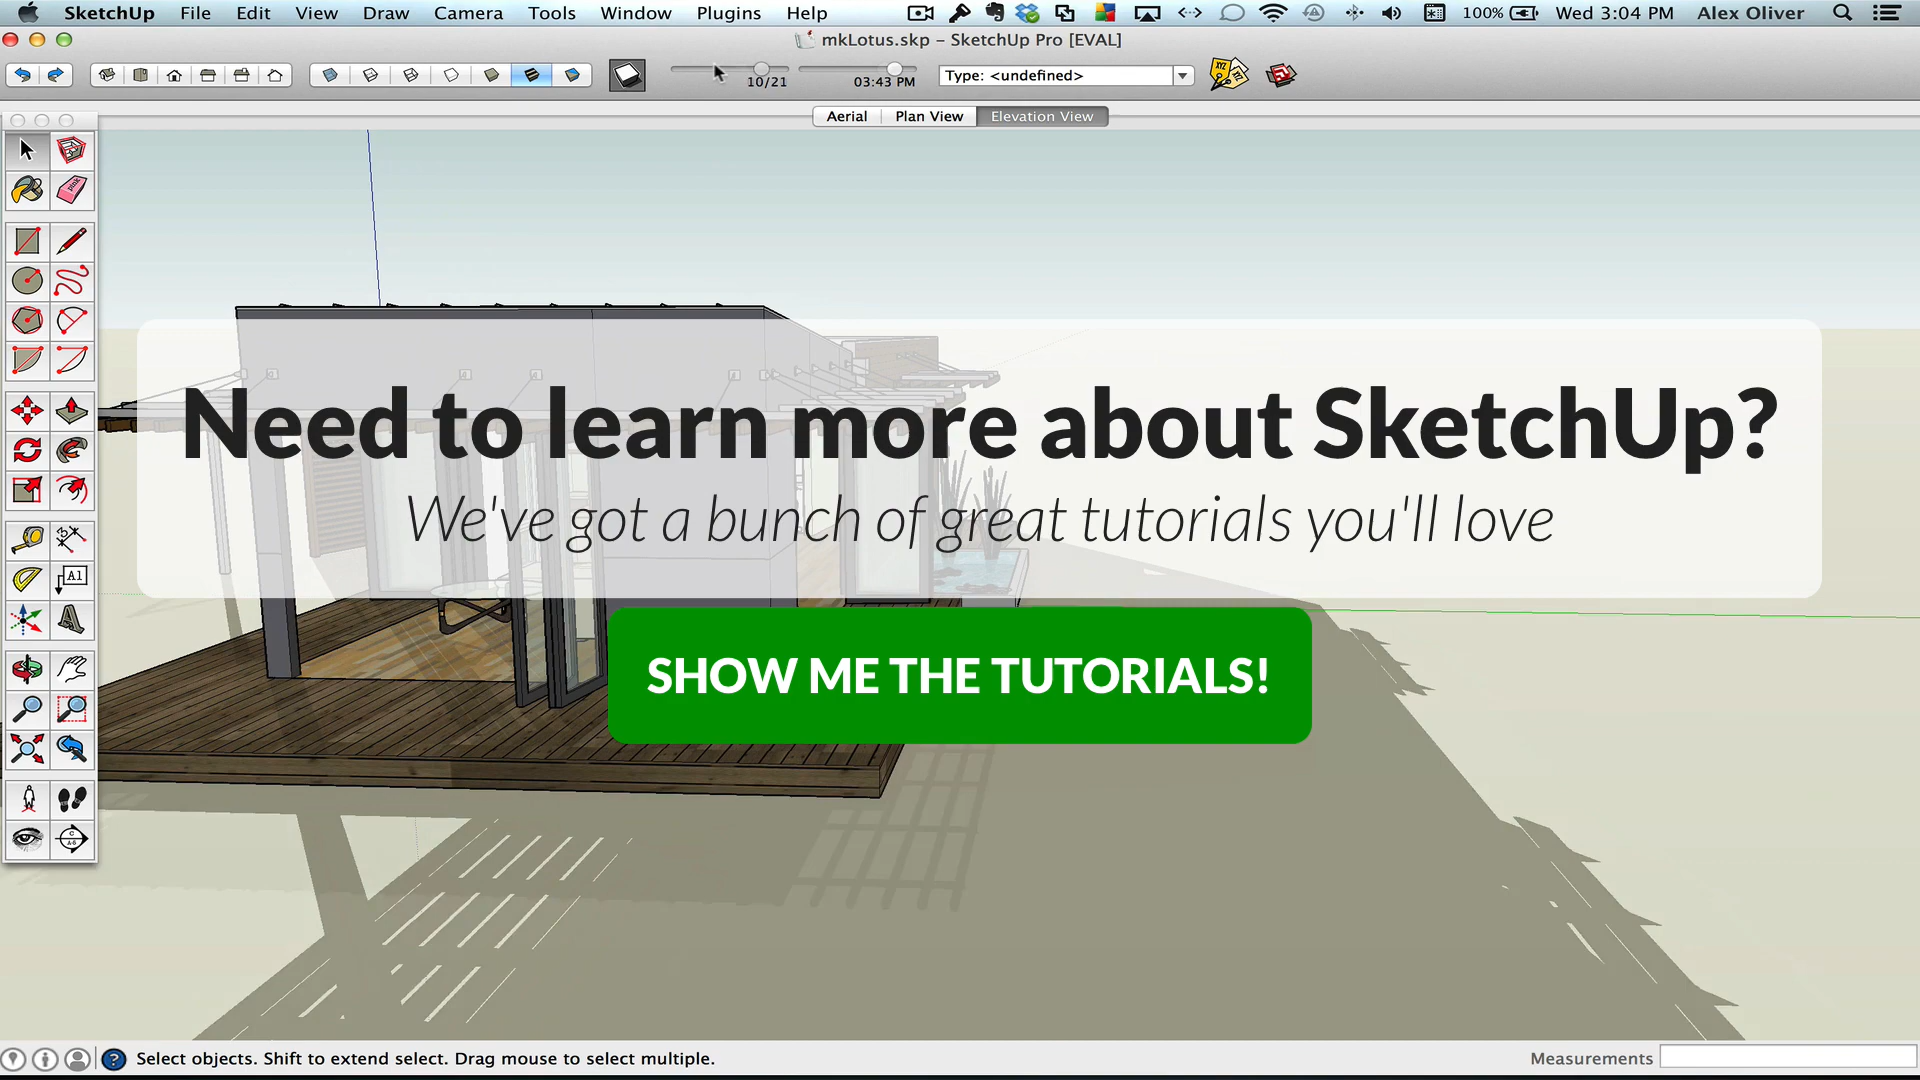 SketchUp File Edit View Draw Camera Tools Window Plugins Help 100% Wed 3:04 PM Alex Oliver
mkLotus.skp – SketchUp Pro [EVAL]
10/21 03:43 PM Type: <undefined>
Aerial Plan View Elevation View
Need to learn more about SketchUp?
We've got a bunch of great tutorials you'll love
A1
SHOW ME THE TUTORIALS!
Select objects. Shift to extend select. Drag mouse to select multiple. Measurements